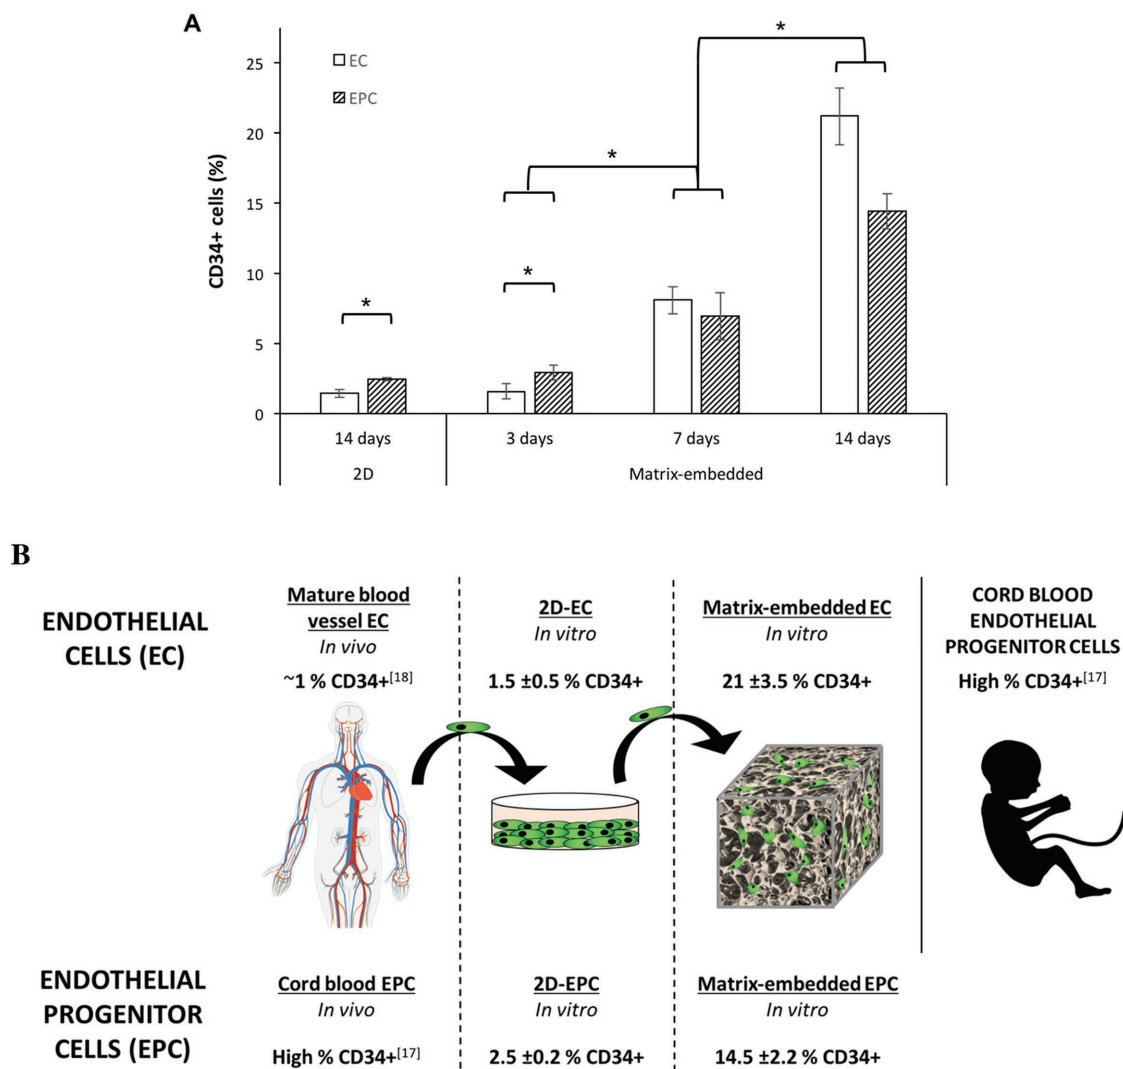 A
CD34+ cells (%)
25
20
15
10
5
0
EC
EPC
*
*
*
*
14 days
3 days
7 days
14 days
2D
Matrix-embedded
B
ENDOTHELIAL
CELLS (EC)
Mature blood
vessel EC
In vivo
~1 % CD34+[18]
2D-EC
In vitro
1.5 ±0.5 % CD34+
Matrix-embedded EC
In vitro
21 ±3.5 % CD34+
CORD BLOOD
ENDOTHELIAL
PROGENITOR CELLS
High % CD34+[17]
ENDOTHELIAL
PROGENITOR
CELLS (EPC)
Cord blood EPC
In vivo
High % CD34+[17]
2D-EPC
In vitro
2.5 ±0.2 % CD34+
Matrix-embedded EPC
In vitro
14.5 ±2.2 % CD34+